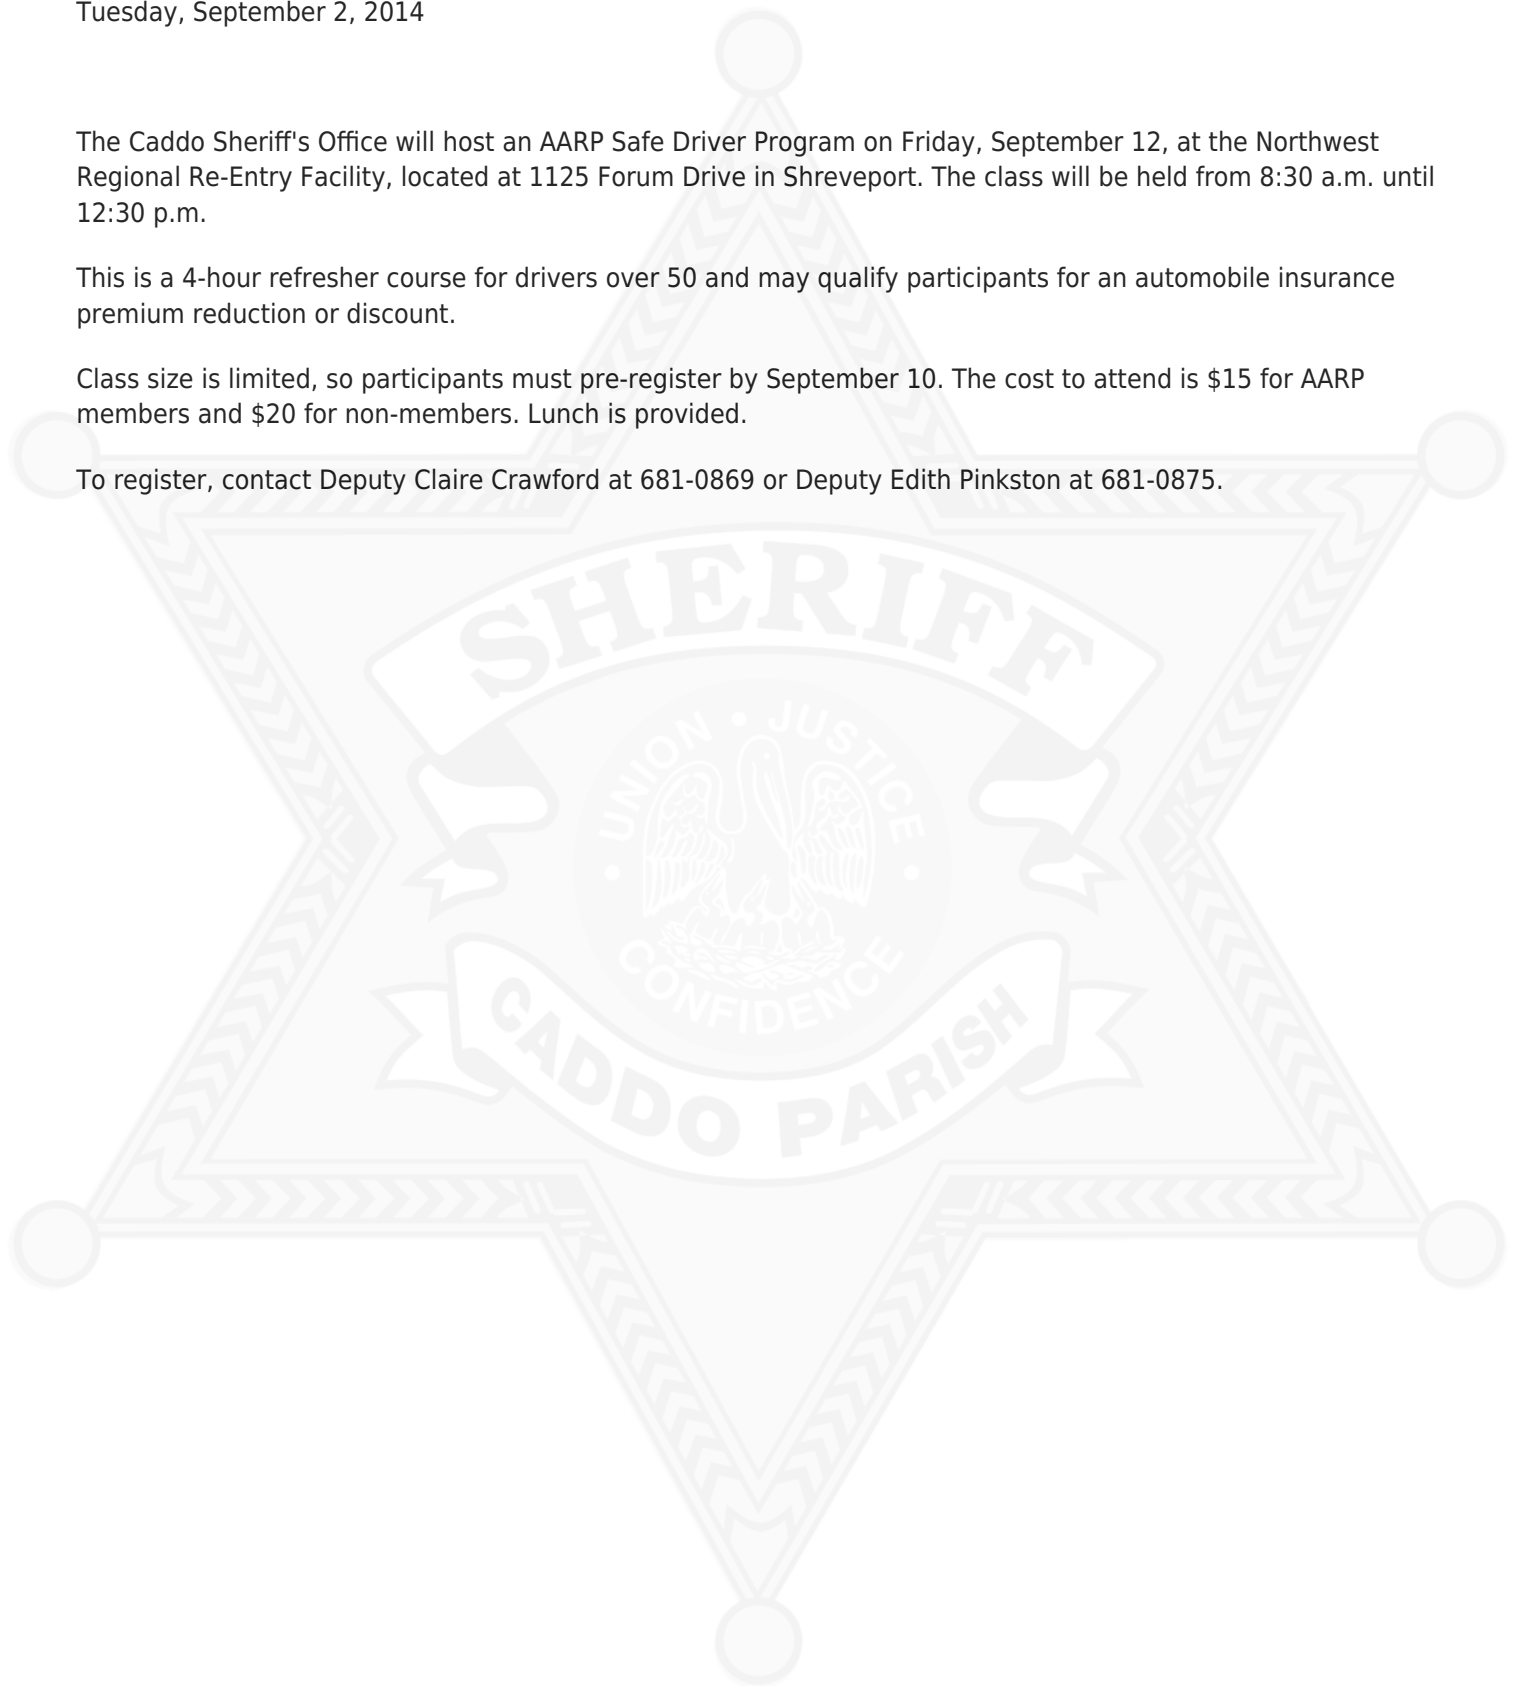 Tuesday, September 2, 2014
The Caddo Sheriff's Office will host an AARP Safe Driver Program on Friday, September 12, at the Northwest
Regional Re-Entry Facility, located at 1125 Forum Drive in Shreveport. The class will be held from 8:30 a.m. until
12:30 p.m.
This is a 4-hour refresher course for drivers over 50 and may qualify participants for an automobile insurance
premium reduction or discount.
Class size is limited, so participants must pre-register by September 10. The cost to attend is $15 for AARP
members and $20 for non-members. Lunch is provided.
To register, contact Deputy Claire Crawford at 681-0869 or Deputy Edith Pinkston at 681-0875.
SHERIFF
UNION • JUSTICE
• CONFIDENCE •
CADDO PARISH